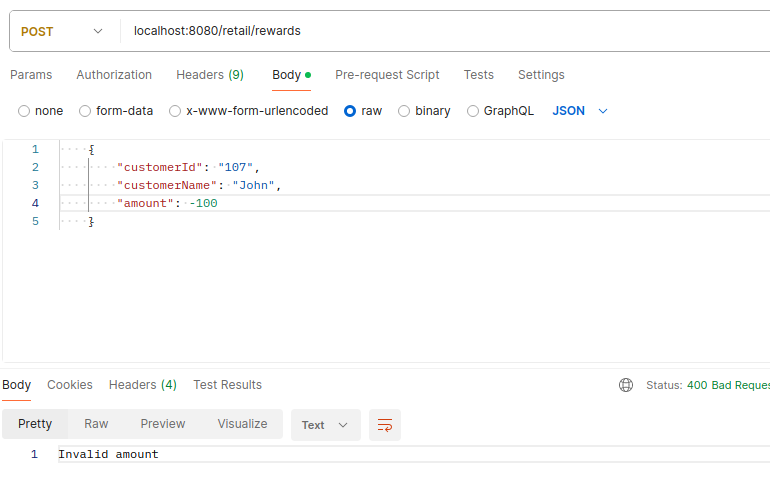 POST localhost:8080/retail/rewards
Params Authorization Headers (9) Body Pre-request Script Tests Settings
none form-data x-www-form-urlencoded raw binary GraphQL JSON
1 {
2 "customerId": "107",
3 "customerName": "John",
4 "amount": -100
5 }
Body Cookies Headers (4) Test Results Status: 400 Bad Reques
Pretty Raw Preview Visualize Text
1 Invalid amount